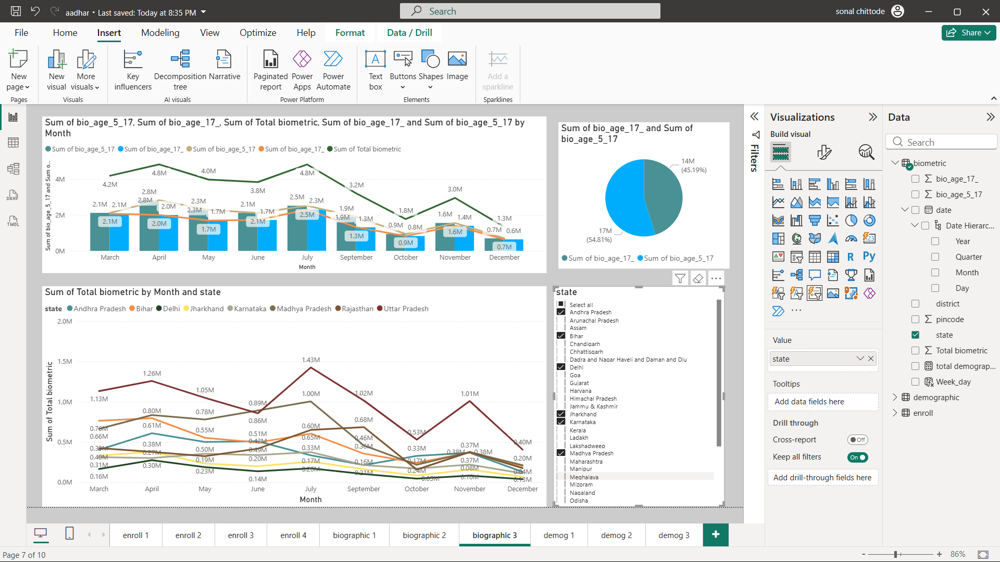 aadhar • Last saved: Today at 8:35 PM
Search
sonal chittode
File
Home
Insert
Modeling
View
Optimize
Help
Format
Data / Drill
Share
New page
New visual
More visuals
Key influencers
Decomposition tree
Narrative
Paginated report
Power Apps
Power Automate
Text box
Buttons
Shapes
Image
Add a sparkline
Pages
Visuals
AI visuals
Power Platform
Elements
Sparklines
DAX
TMDL
Sum of bio_age_5_17, Sum of bio_age_17_, Sum of Total biometric, Sum of bio_age_17_ and Sum of bio_age_5_17 by
Month
Sum of bio_age_5_17 Sum of bio_age_17_ Sum of bio_age_5_17 Sum of bio_age_17_ Sum of Total biometric
Sum of bio_age_5_17 and Sum o...
4M
2M
0M
4.2M
4.8M
4.0M
3.8M
4.8M
3.2M
1.8M
3.0M
1.3M
2.1M 2.1M
2.8M
2.8M
2.0M
2.3M
2.3M
1.7M
2.1M
1.7M
2.5M
2.3M
1.9M
1.9M
1.3M
0.9M
0.8M
1.6M
1.4M
0.7M
0.6M
2.1M
2.0M
1.7M
2.1M
2.5M
1.3M
0.9M
1.6M
0.7M
March April May June July September October November December
Month
Sum of bio_age_17_ and Sum of
bio_age_5_17
14M
(45.19%)
17M
(54.81%)
Sum of bio_age_17_ Sum of bio_age_5_17
Sum of Total biometric by Month and state
state Andhra Pradesh Bihar Delhi Jharkhand Karnataka Madhya Pradesh Rajasthan Uttar Pradesh
Sum of Total biometric
2.0M
1.5M
1.0M
0.5M
0.0M
1.13M
0.76M
0.66M
0.40M
0.31M
0.16M
1.26M
0.80M
0.61M
0.38M
0.27M
0.30M
1.05M
0.78M
0.55M
0.50M
0.19M
0.23M
0.89M
0.86M
0.51M
0.42M
0.49M
0.20M
0.14M
1.43M
1.00M
0.60M
0.65M
0.33M
0.17M
0.26M
1.02M
0.68M
0.46M
0.36M
0.16M
0.21M
0.53M
0.33M
0.17M
0.24M
1.01M
0.37M
0.38M
0.38M
0.37M
0.08M
0.16M
0.40M
0.20M
0.04M
0.13M
March April May June July September October November December
Month
state
Select all
Andhra Pradesh
Arunachal Pradesh
Assam
Bihar
Chandigarh
Chhattisgarh
Dadra and Nagar Haveli and Daman and Diu
Delhi
Goa
Gujarat
Haryana
Himachal Pradesh
Jammu & Kashmir
Jharkhand
Karnataka
Kerala
Ladakh
Lakshadweep
Madhya Pradesh
Maharashtra
Manipur
Meghalaya
Mizoram
Nagaland
Odisha
Filters
Visualizations
Build visual
123
R
Py
Value
state
Tooltips
Add data fields here
Drill through
Cross-report
Off
Keep all filters
On
Add drill-through fields here
Data
Search
biometric
bio_age_17_
bio_age_5_17
date
Date Hierarc...
Year
Quarter
Month
Day
district
pincode
state
Total biometric
total demograp...
Week_day
demographic
enroll
enroll 1
enroll 2
enroll 3
enroll 4
biographic 1
biographic 2
biographic 3
demog 1
demog 2
demog 3
Page 7 of 10
86%